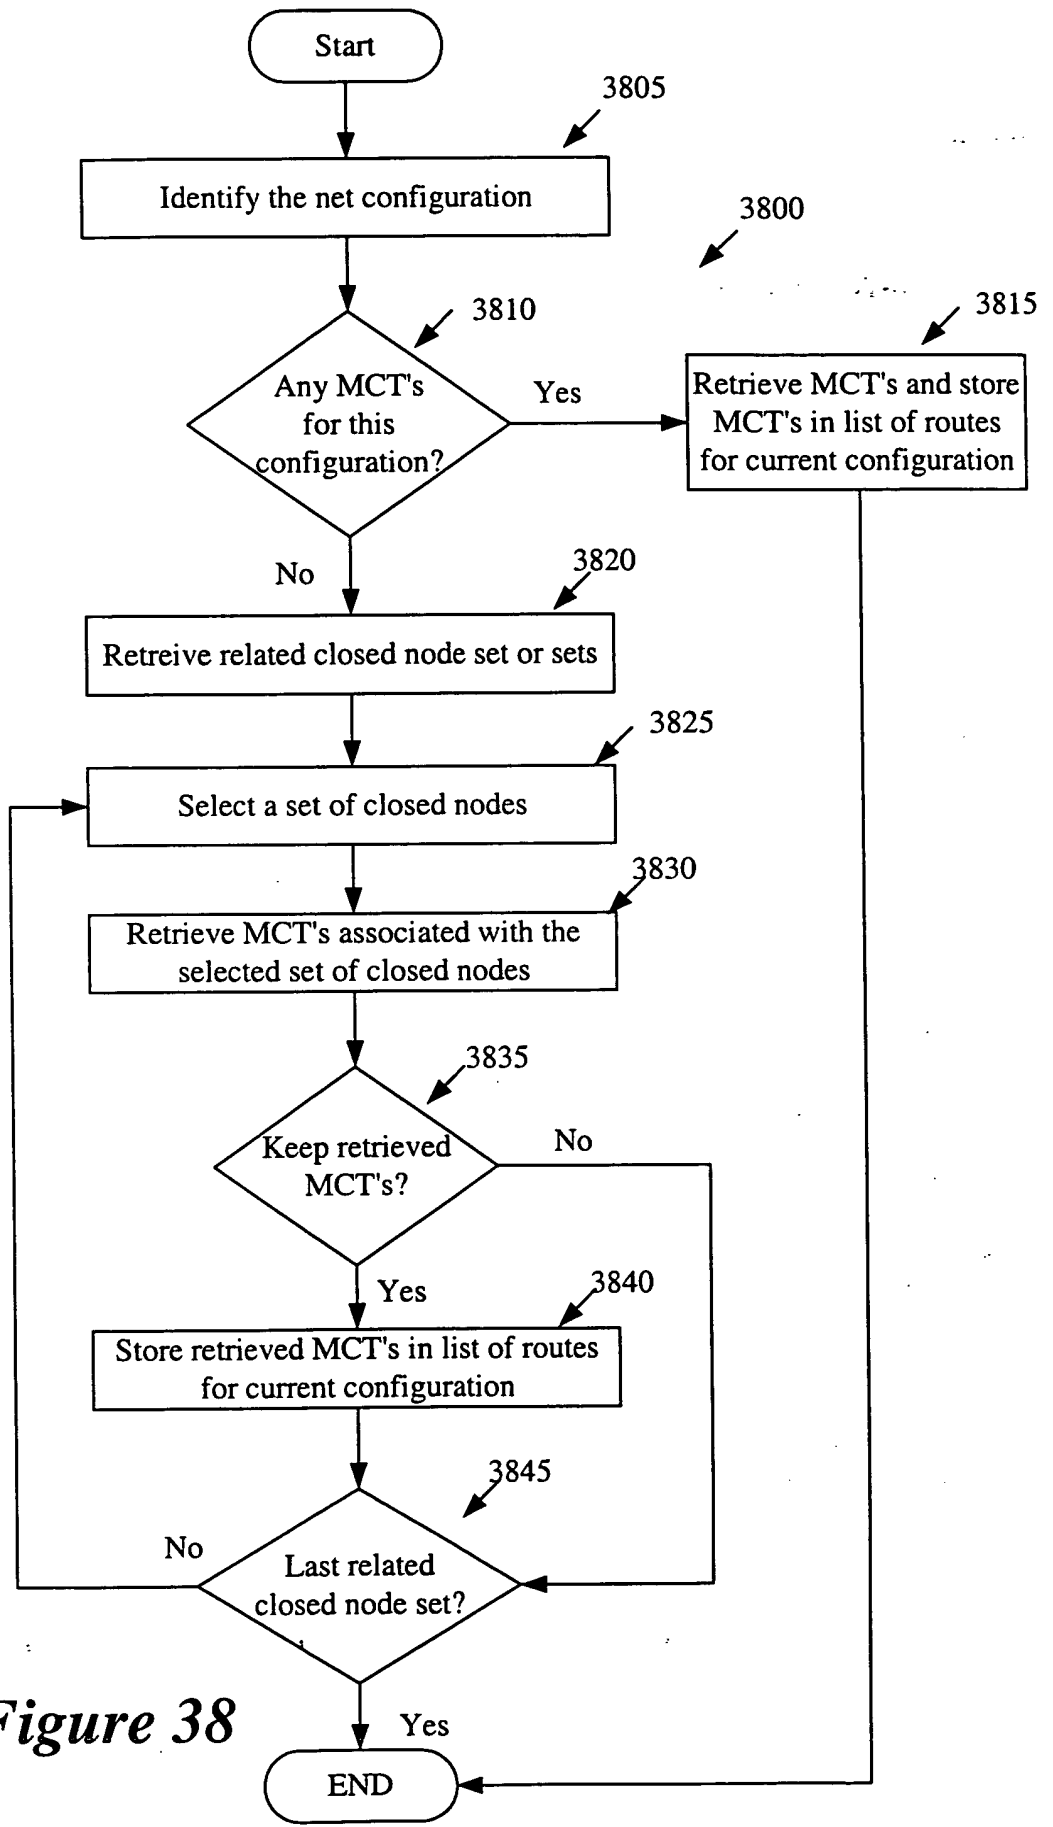 Start
3805
Identify the net configuration
3800
3810
3815
Any MCT's
for this
configuration?
Yes
Retrieve MCT's and store
MCT's in list of routes
for current configuration
No
3820
Retreive related closed node set or sets
3825
Select a set of closed nodes
3830
Retrieve MCT's associated with the
selected set of closed nodes
3835
Keep retrieved
MCT's?
No
Yes
3840
Store retrieved MCT's in list of routes
for current configuration
3845
No
Last related
closed node set?
Figure 38
Yes
END